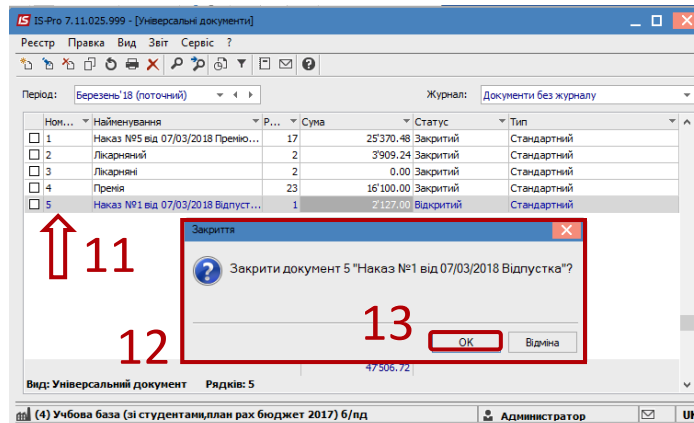 IS-Pro 7.11.025.999 - [Універсальні документи]
Реєстр Правка Вид Звіт Сервіс ?
Період: Березень'18 (поточний) Журнал: Документи без журналу
Ном... Найменування Р... Сума Статус Тип
1 Наказ №5 від 07/03/2018 Премію... 17 25'370.48 Закритий Стандартний
2 Лікарняний 2 3'909.24 Закритий Стандартний
3 Лікарняні 2 0.00 Закритий Стандартний
4 Премія 23 16'100.00 Закритий Стандартний
5 Наказ №1 від 07/03/2018 Відпуст... 1 2'127.00 Відкритий Стандартний
11
Закриття
Закрити документ 5 "Наказ №1 від 07/03/2018 Відпустка"?
12
13
OK Відміна
47'506.72
Вид: Універсальний документ Рядків: 5
(4) Учбова база (зі студентами,план рах бюджет 2017) б/пд Администратор UK